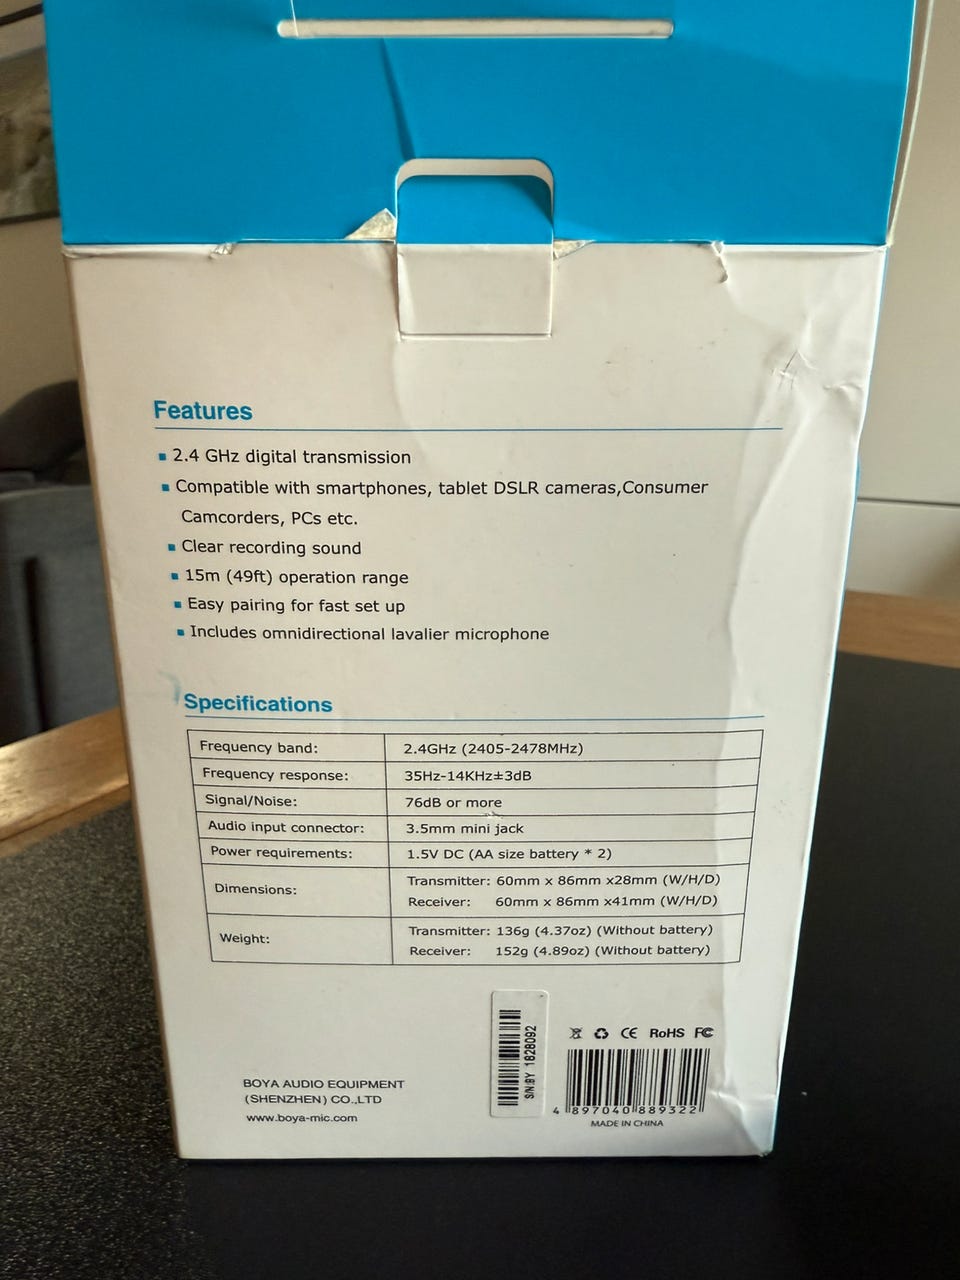 Features
2.4 GHz digital transmission
Compatible with smartphones, tablet DSLR cameras,Consumer
Camcorders, PCs etc.
Clear recording sound
15m (49ft) operation range
Easy pairing for fast set up
Includes omnidirectional lavalier microphone
Specifications
Frequency band: 2.4GHz (2405-2478MHz)
Frequency response: 35Hz-14KHz±3dB
Signal/Noise: 76dB or more
Audio input connector: 3.5mm mini jack
Power requirements: 1.5V DC (AA size battery * 2)
Dimensions: Transmitter: 60mm x 86mm x28mm (W/H/D)
Receiver: 60mm x 86mm x41mm (W/H/D)
Weight: Transmitter: 136g (4.37oz) (Without battery)
Receiver: 152g (4.89oz) (Without battery)
BOYA AUDIO EQUIPMENT
(SHENZHEN) CO.,LTD
www.boya-mic.com
S/N:BY 1828092
CE RoHS FC
4 897040 889322
MADE IN CHINA